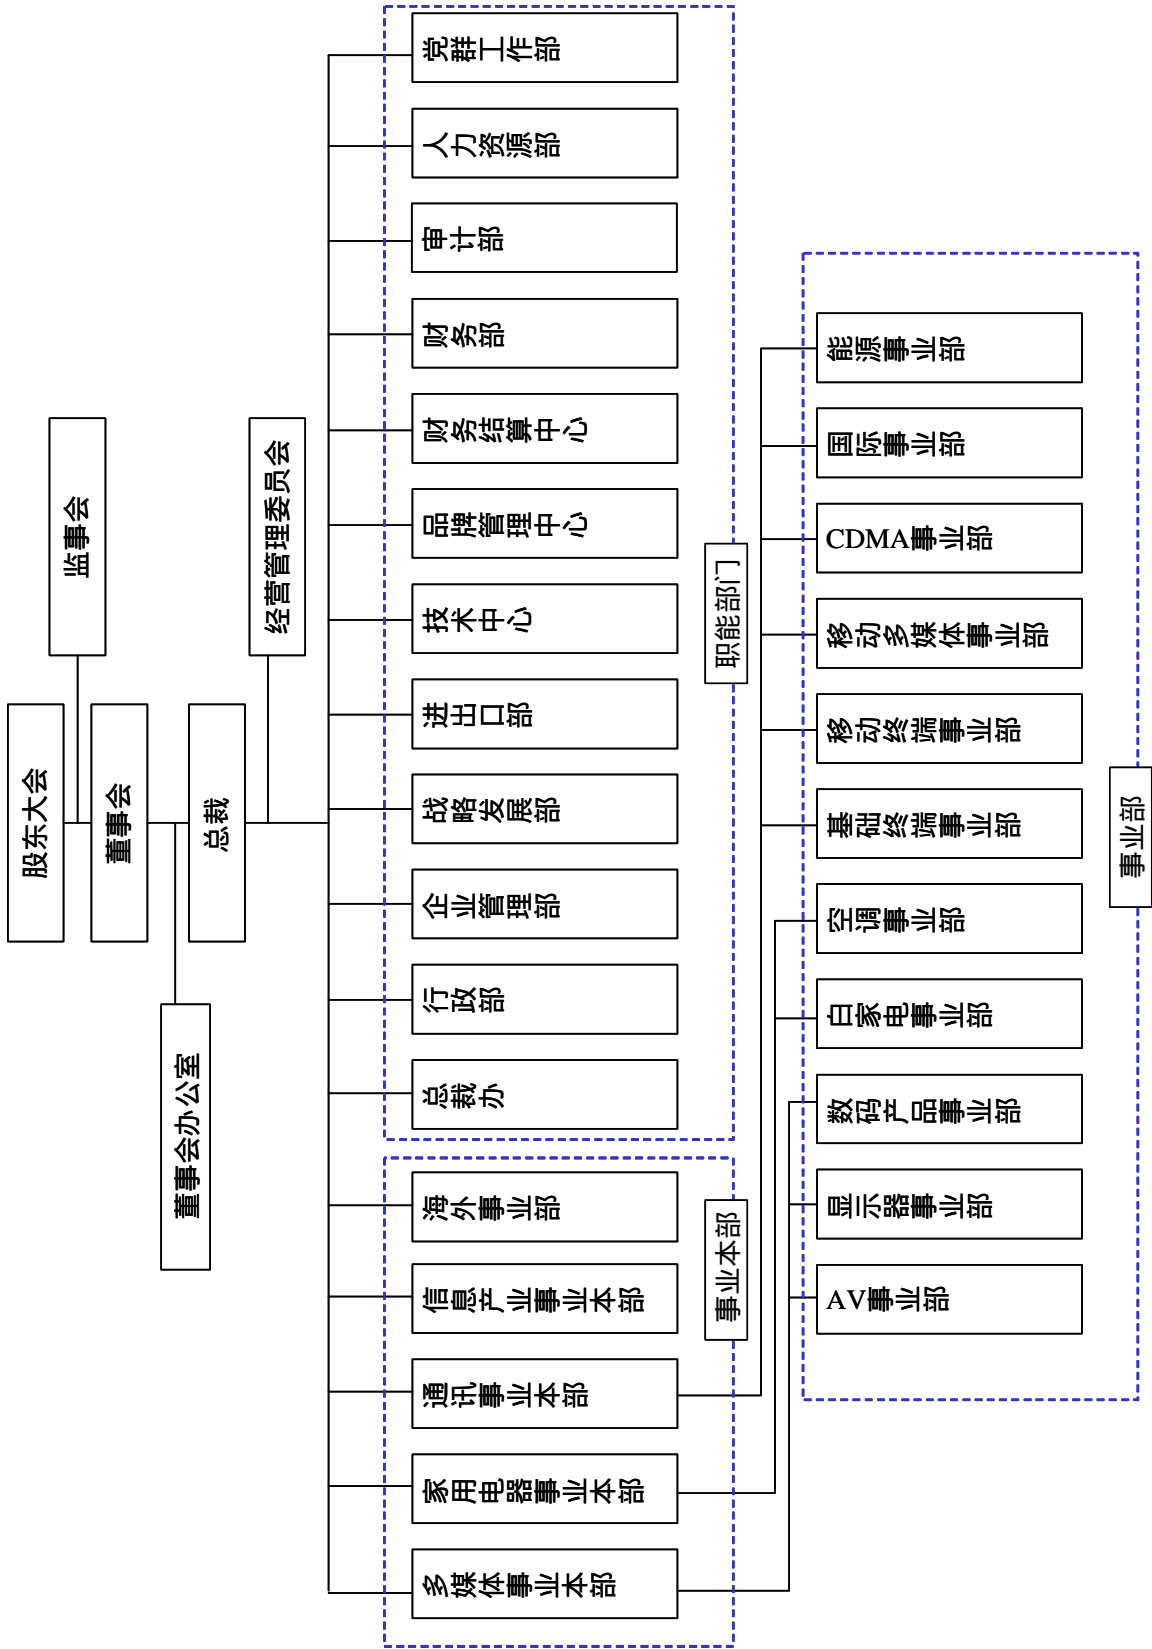 股东大会
监事会
董事会
董事会办公室
总裁
经营管理委员会
多媒体事业本部
家用电器事业本部
通讯事业本部
信息产业事业本部
海外事业部
总裁办
行政部
企业管理部
战略发展部
进出口部
技术中心
品牌管理中心
财务结算中心
财务部
审计部
人力资源部
党群工作部
事业本部
职能部门
AV事业部
显示器事业部
数码产品事业部
白家电事业部
空调事业部
基础终端事业部
移动终端事业部
移动多媒体事业部
CDMA事业部
国际事业部
能源事业部
事业部